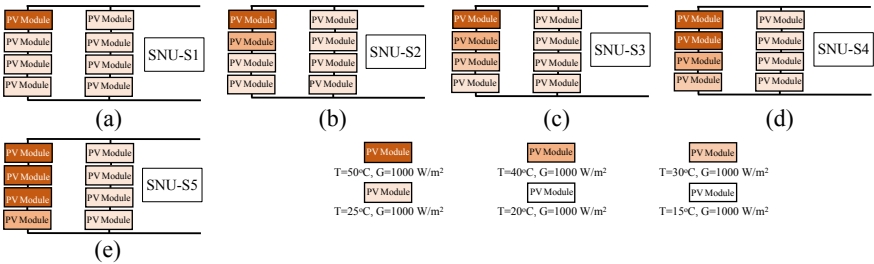 PV Module PV Module
PV Module PV Module
PV Module PV Module
PV Module PV Module
SNU-S1
(a)
PV Module PV Module
PV Module PV Module
PV Module PV Module
PV Module PV Module
SNU-S2
(b)
PV Module PV Module
PV Module PV Module
PV Module PV Module
PV Module PV Module
SNU-S3
(c)
PV Module PV Module
PV Module PV Module
PV Module PV Module
PV Module PV Module
SNU-S4
(d)
PV Module PV Module
PV Module PV Module
PV Module PV Module
PV Module PV Module
SNU-S5
(e)
PV Module PV Module PV Module
T=50°C, G=1000 W/m² T=40°C, G=1000 W/m² T=30°C, G=1000 W/m²
PV Module PV Module PV Module
T=25°C, G=1000 W/m² T=20°C, G=1000 W/m² T=15°C, G=1000 W/m²